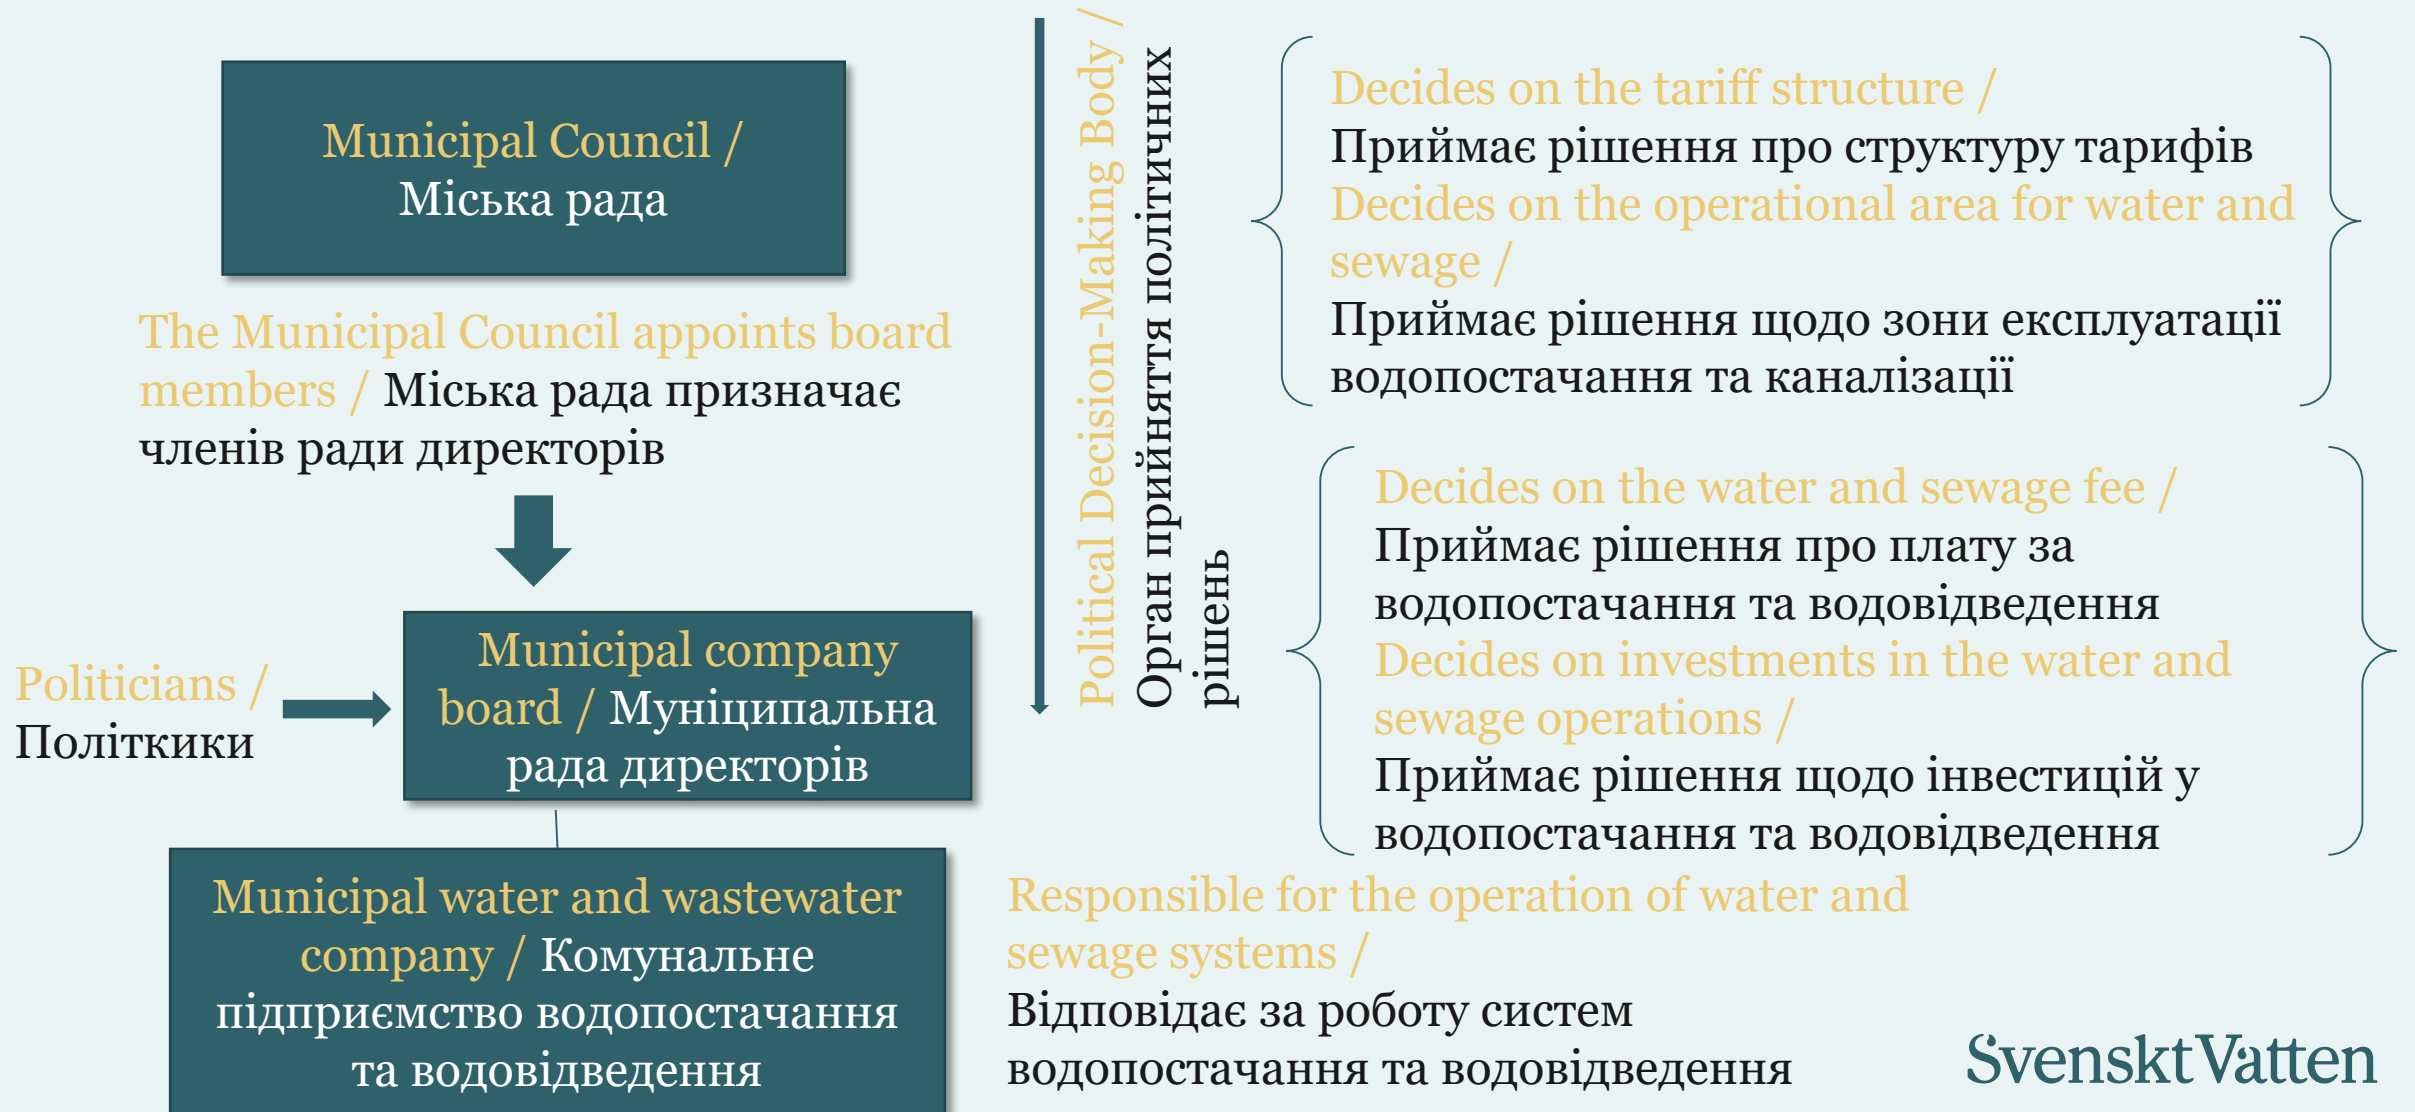 Municipal Council /
Міська рада
The Municipal Council appoints board
members / Міська рада призначає
членів ради директорів
Politicians /
Політкики
Municipal company
board / Муніципальна
рада директорів
Municipal water and wastewater
company / Комунальне
підприємство водопостачання
та водовідведення
Political Decision-Making Body /
Орган прийняття політичних
рішень
Decides on the tariff structure /
Приймає рішення про структуру тарифів
Decides on the operational area for water and
sewage /
Приймає рішення щодо зони експлуатації
водопостачання та каналізації
Decides on the water and sewage fee /
Приймає рішення про плату за
водопостачання та водовідведення
Decides on investments in the water and
sewage operations /
Приймає рішення щодо інвестицій у
водопостачання та водовідведення
Responsible for the operation of water and
sewage systems /
Відповідає за роботу систем
водопостачання та водовідведення
Svenskt Vatten